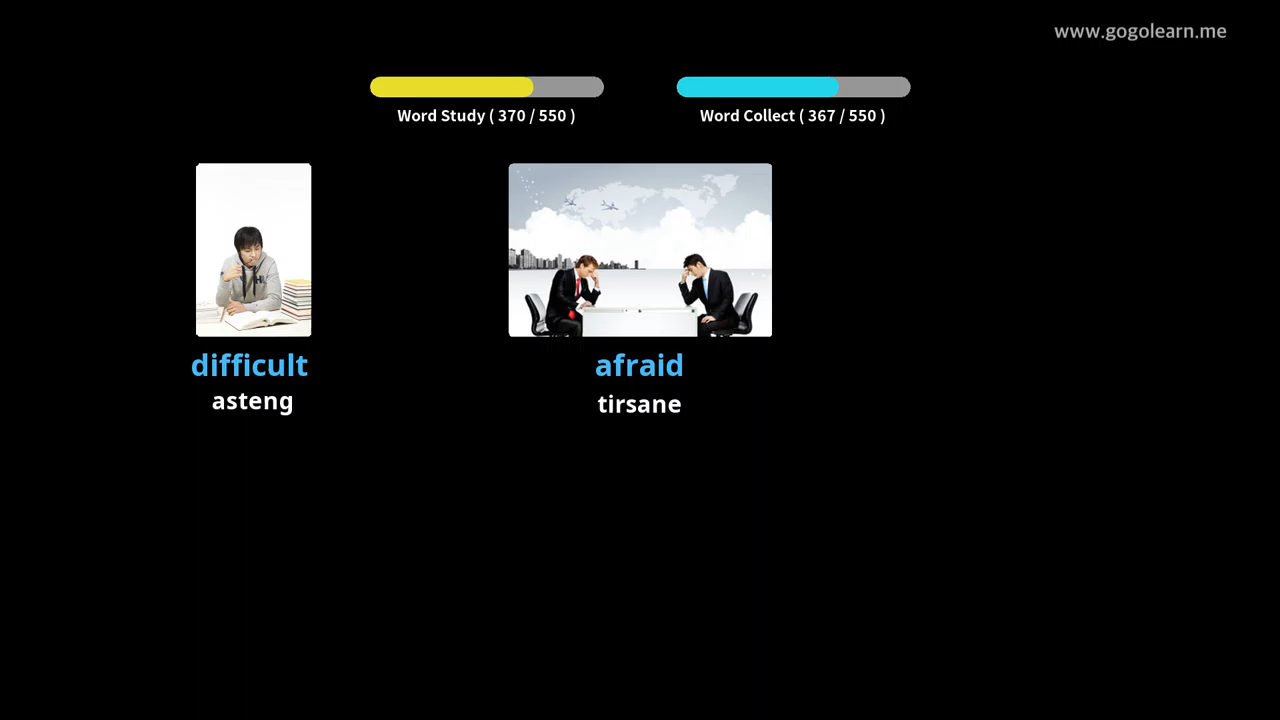 www.gogolearn.me
Word Study ( 370 / 550 )
Word Collect ( 367 / 550 )
difficult
asteng
afraid
tirsane